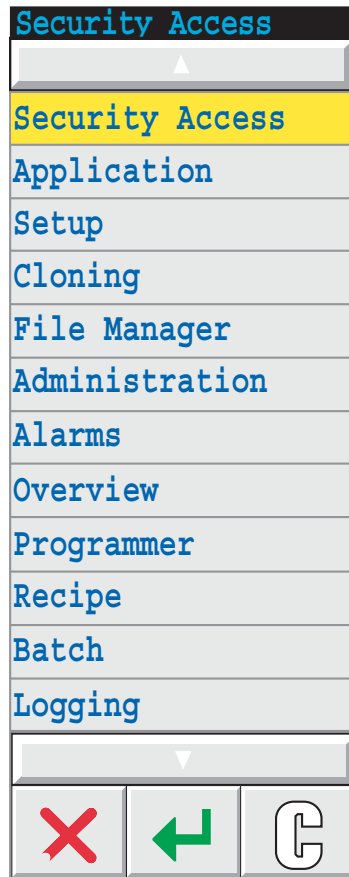 Security Access
Security Access
Application
Setup
Cloning
File Manager
Administration
Alarms
Overview
Programmer
Recipe
Batch
Logging
C